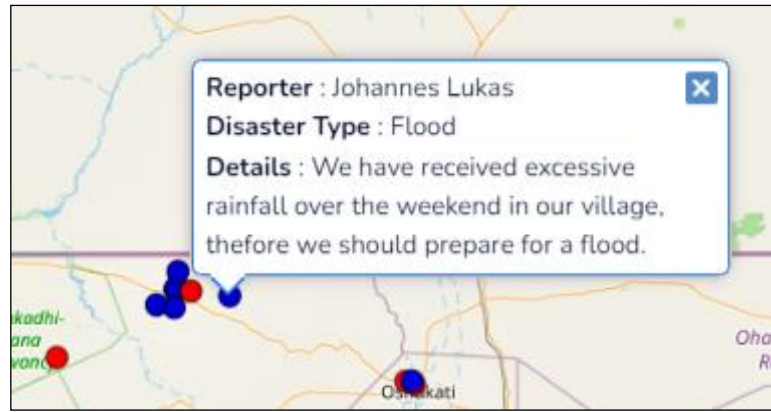 Reporter : Johannes Lukas
Disaster Type : Flood
Details : We have received excessive
rainfall over the weekend in our village,
thefore we should prepare for a flood.